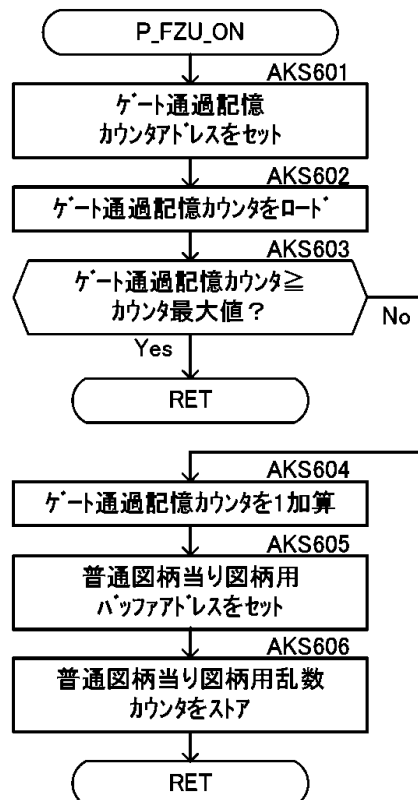 P_FZU_ON
AKS601
ゲート通過記憶
カウンタアドレスをセット
AKS602
ゲート通過記憶カウンタをロード
AKS603
ゲート通過記憶カウンタ≧
カウンタ最大値？
No
Yes
RET
AKS604
ゲート通過記憶カウンタを1加算
AKS605
普通図柄当り図柄用
バッファアドレスをセット
AKS606
普通図柄当り図柄用乱数
カウンタをストア
RET